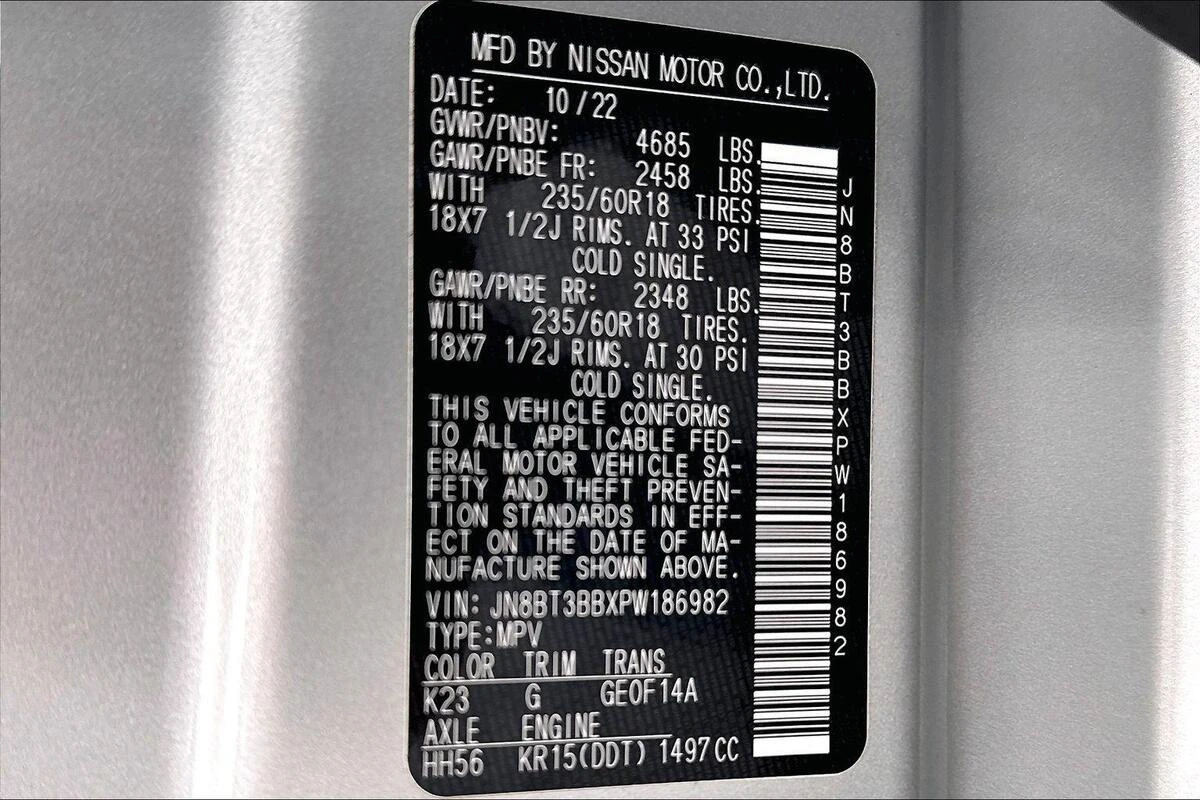 MFD BY NISSAN MOTOR CO.,LTD.
DATE: 10/22
GVWR/PNBV: 4685 LBS.
GAWR/PNBE FR: 2458 LBS.
WITH 235/60R18 TIRES.
18X7 1/2J RIMS. AT 33 PSI
COLD SINGLE.
GAWR/PNBE RR: 2348 LBS.
WITH 235/60R18 TIRES.
18X7 1/2J RIMS. AT 30 PSI
COLD SINGLE.
THIS VEHICLE CONFORMS
TO ALL APPLICABLE FED-
ERAL MOTOR VEHICLE SA-
FETY AND THEFT PREVEN-
TION STANDARDS IN EFF-
ECT ON THE DATE OF MA-
NUFACTURE SHOWN ABOVE.
VIN: JN8BT3BBXPW186982
TYPE:MPV
COLOR TRIM TRANS
K23 G GEOF14A
AXLE ENGINE
HH56 KR15(DDT) 1497CC
JN8BT3BBXPW186982